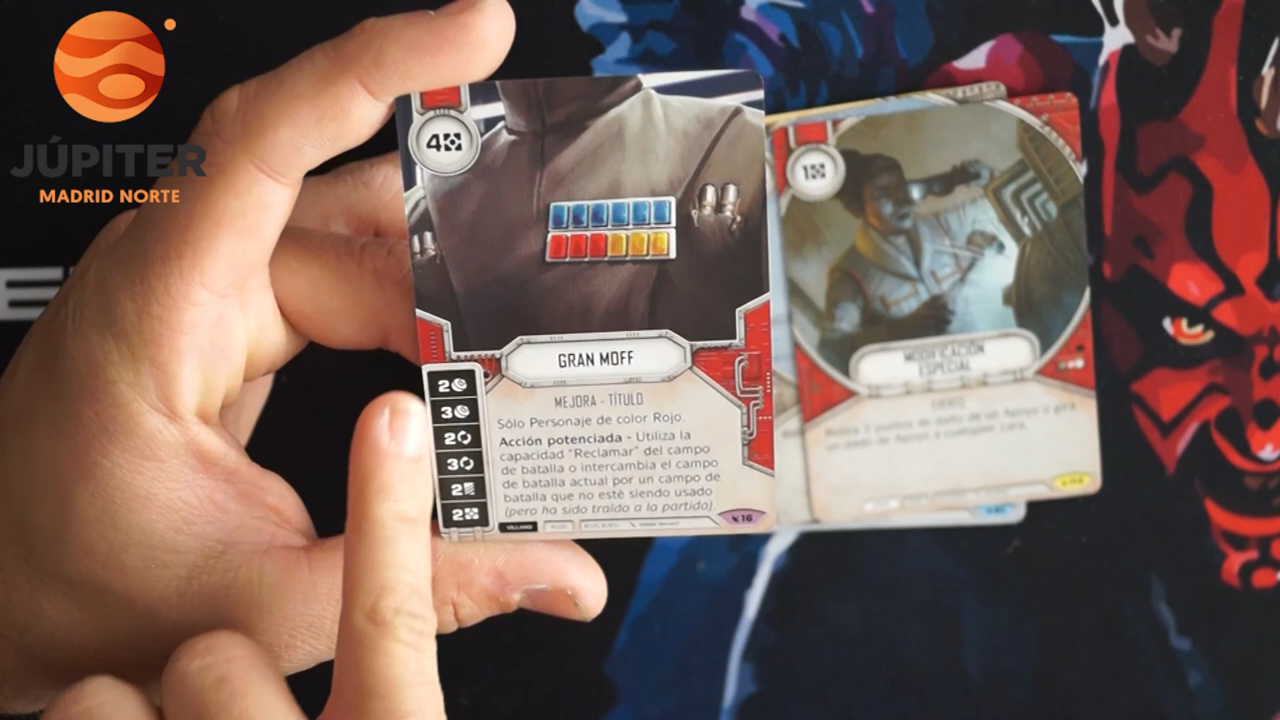 JÚPITER
MADRID NORTE
4
GRAN MOFF
MEJORA - TÍTULO
Sólo Personaje de color Rojo.
Acción potenciada - Utiliza la
capacidad "Reclamar" del campo
de batalla o intercambia el campo
de batalla actual por un campo de
batalla que no esté siendo usado
(pero ha sido traído a la partida)
2
3
2
3
2
2
VILLANO
16
1
MODIFICACIÓN
ESPECIAL
EVENTO